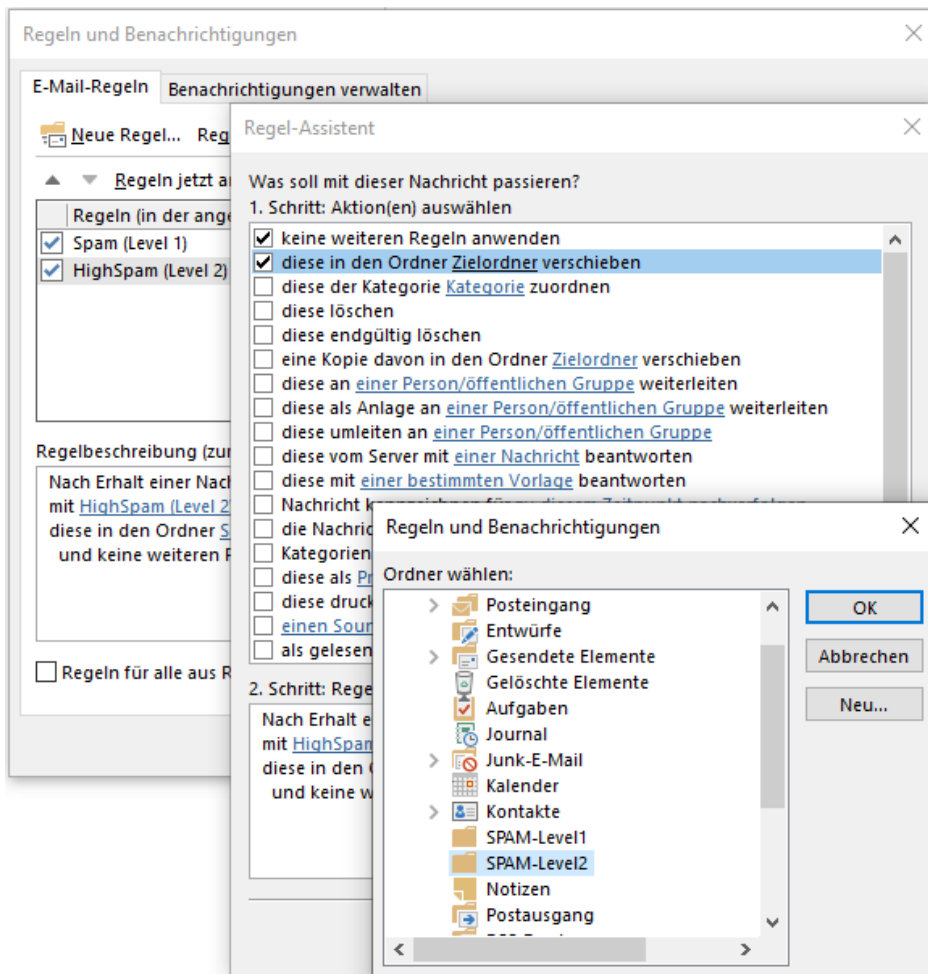 Regeln und Benachrichtigungen
E-Mail-Regeln Benachrichtigungen verwalten
Neue Regel...
Regeln jetzt
Regeln (in der
Spam (Level 1)
HighSpam (Level 2)
Regelbeschreibung
Nach Erhalt einer
mit HighSpam (Level 2
diese in den Ordner
und keine weiteren
Regeln für alle aus
Regel-Assistent
Was soll mit dieser Nachricht passieren?
1. Schritt: Aktion(en) auswählen
keine weiteren Regeln anwenden
diese in den Ordner Zielordner verschieben
diese der Kategorie Kategorie zuordnen
diese löschen
diese endgültig löschen
eine Kopie davon in den Ordner Zielordner verschieben
diese an einer Person/öffentlichen Gruppe weiterleiten
diese als Anlage an einer Person/öffentlichen Gruppe weiterleiten
diese umleiten an einer Person/öffentlichen Gruppe
diese vom Server mit einer Nachricht beantworten
diese mit einer bestimmten Vorlage beantworten
Nachricht
die
Kategorien
diese als
diese
einen
als
2. Schritt:
Nach Erhalt
mit
diese in den
und keine
Regeln und Benachrichtigungen
Ordner wählen:
Posteingang
Entwürfe
Gesendete Elemente
Gelöschte Elemente
Aufgaben
Journal
Junk-E-Mail
Kalender
Kontakte
SPAM-Level1
SPAM-Level2
Notizen
Postausgang
OK
Abbrechen
Neu...